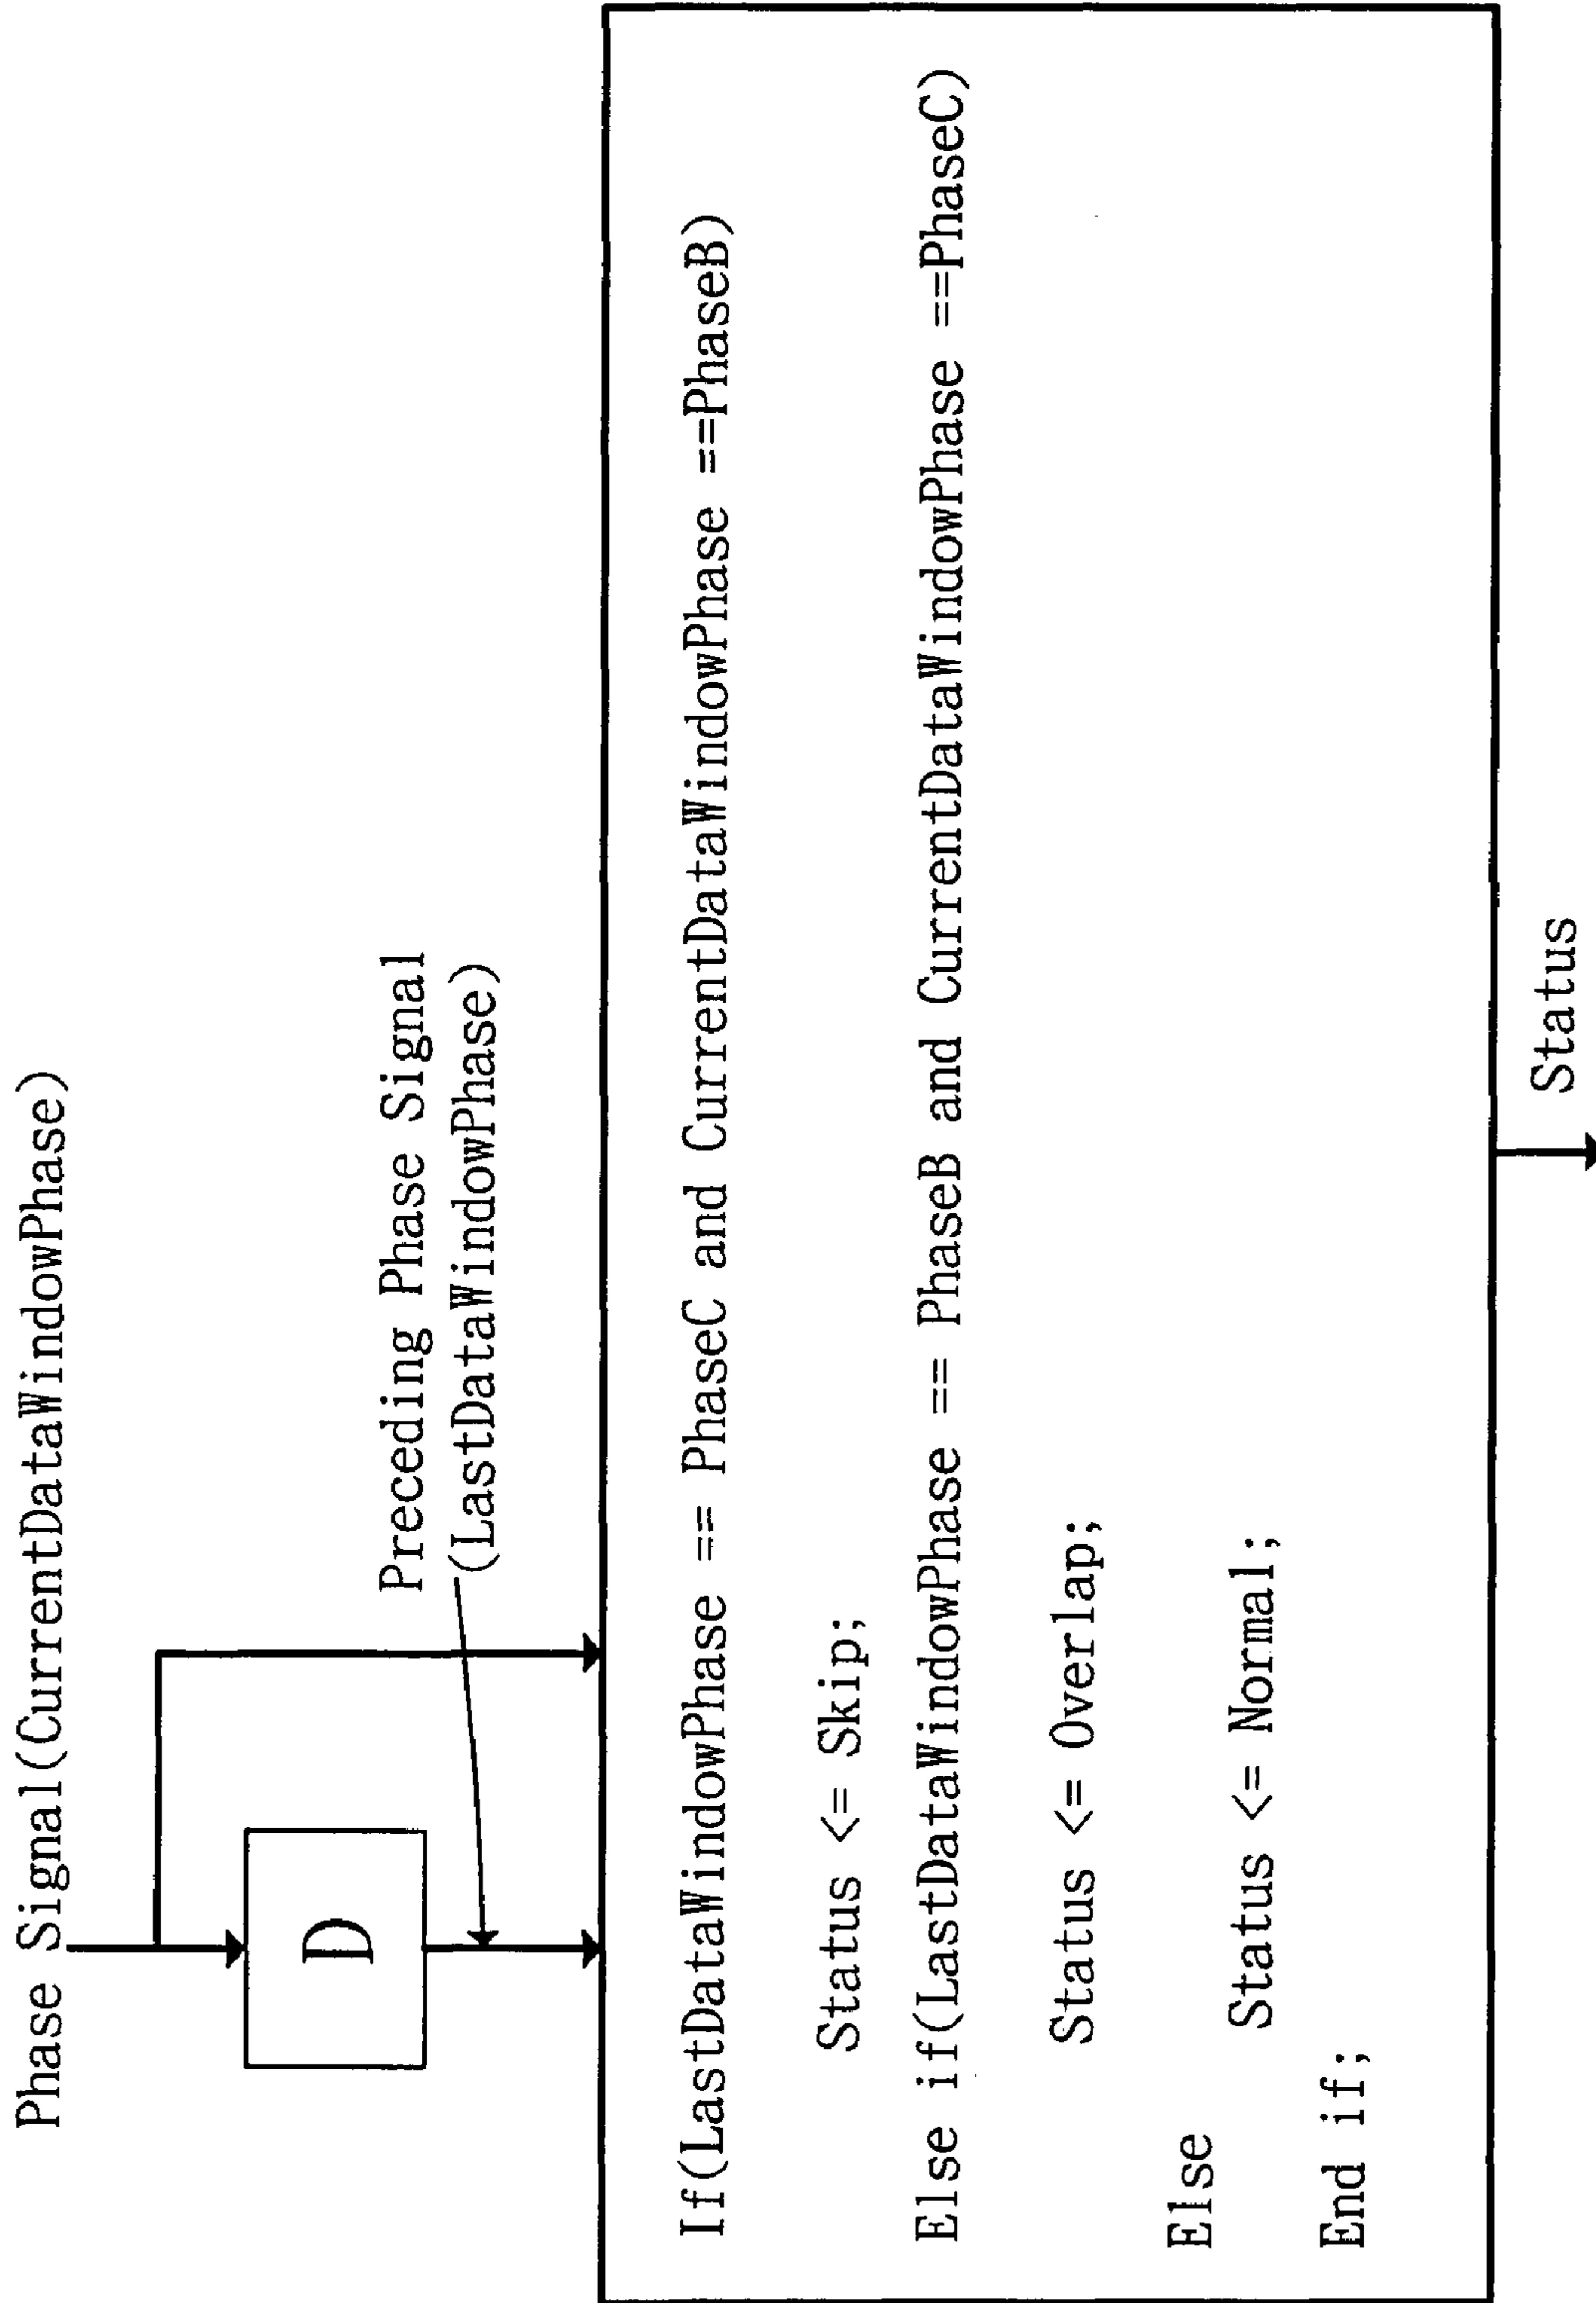 Phase Signal(CurrentDataWindowPhase)
D
Preceding Phase Signal
(LastDataWindowPhase)
If(LastDataWindowPhase == PhaseC and CurrentDataWindowPhase ==PhaseB)
Status <= Skip;
Else if(LastDataWindowPhase == PhaseB and CurrentDataWindowPhase ==PhaseC)
Status <= Overlap;
Else
Status <= Normal;
End if;
Status